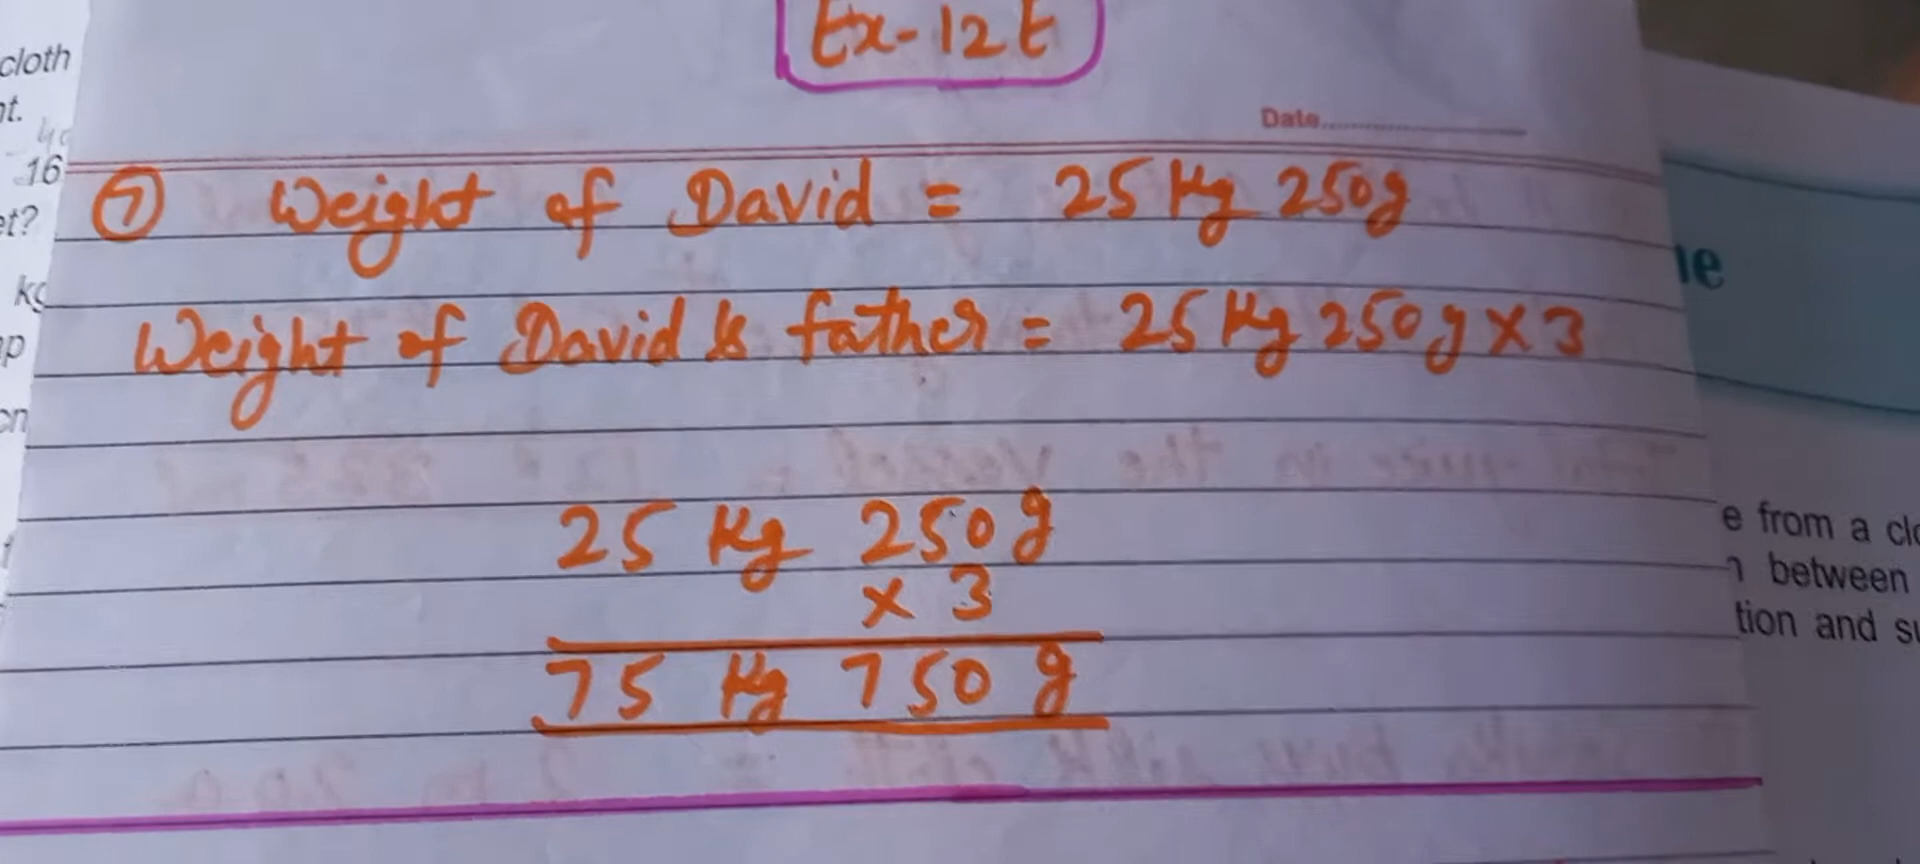 Ex-12E
Date
⑦ Weight of David = 25 Kg 250g
Weight of David's father = 25 Kg 250g x 3
25 Kg 250g
x 3
75 Kg 750 g
cloth
16
kg
e from a
between
tion and